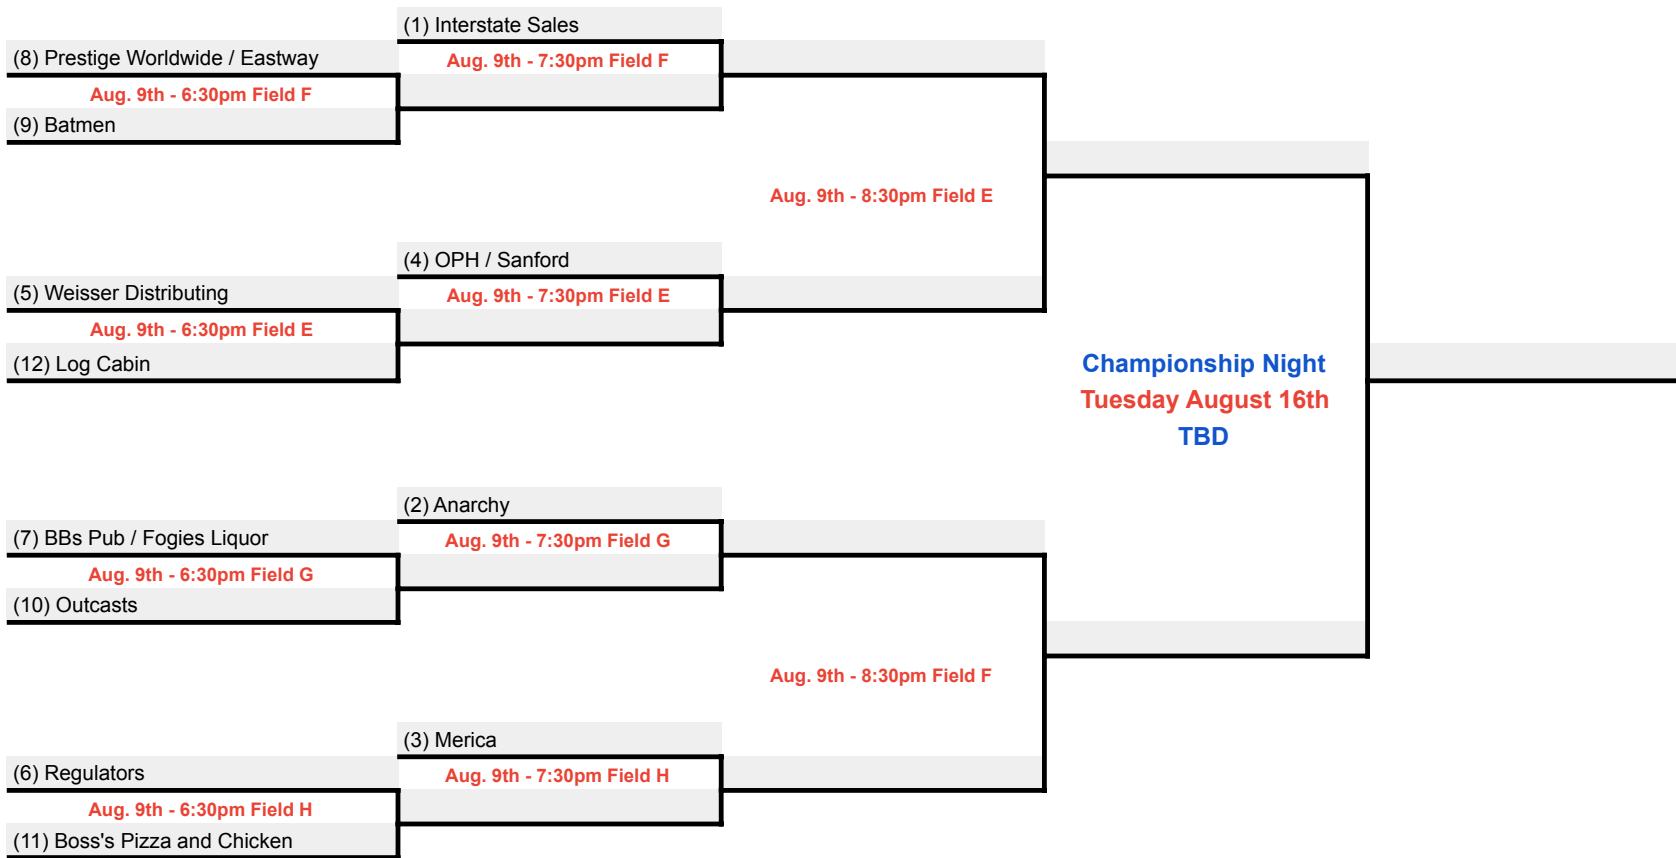 (1) Interstate Sales
(8) Prestige Worldwide / Eastway
Aug. 9th - 7:30pm Field F
Aug. 9th - 6:30pm Field F
(9) Batmen
Aug. 9th - 8:30pm Field E
(4) OPH / Sanford
(5) Weisser Distributing
Aug. 9th - 7:30pm Field E
Aug. 9th - 6:30pm Field E
(12) Log Cabin
Championship Night
Tuesday August 16th
TBD
(2) Anarchy
(7) BBs Pub / Fogies Liquor
Aug. 9th - 7:30pm Field G
Aug. 9th - 6:30pm Field G
(10) Outcasts
Aug. 9th - 8:30pm Field F
(3) Merica
(6) Regulators
Aug. 9th - 7:30pm Field H
Aug. 9th - 6:30pm Field H
(11) Boss's Pizza and Chicken